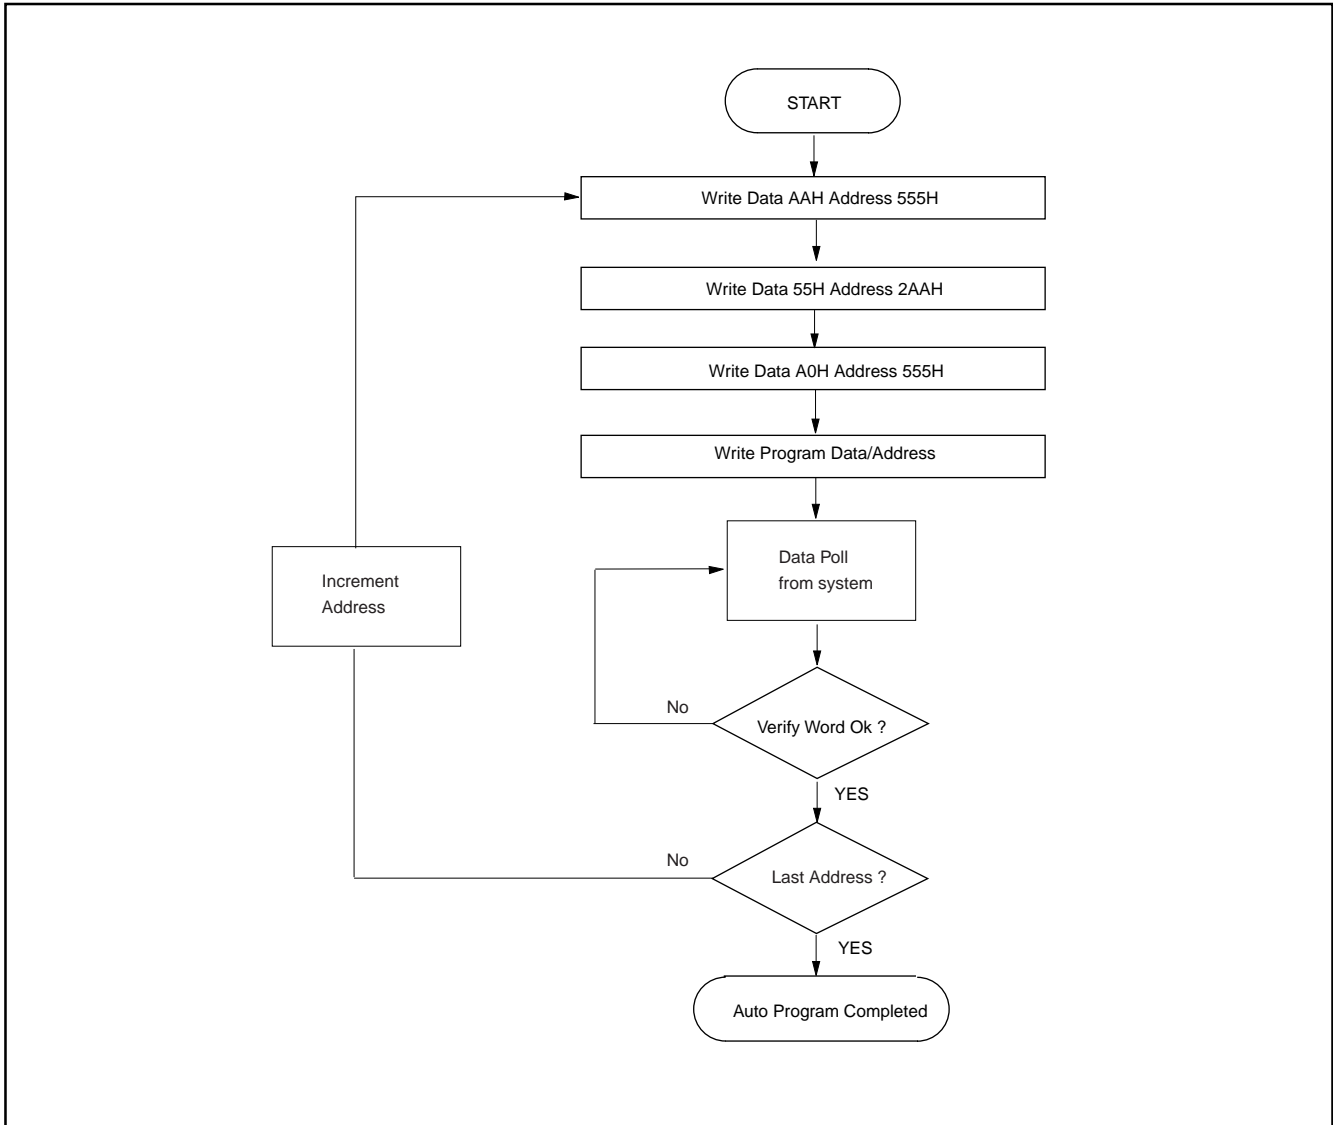 START
Write Data AAH Address 555H
Write Data 55H Address 2AAH
Write Data A0H Address 555H
Write Program Data/Address
Data Poll
from system
Increment
Address
No
Verify Word Ok ?
YES
No
Last Address ?
YES
Auto Program Completed